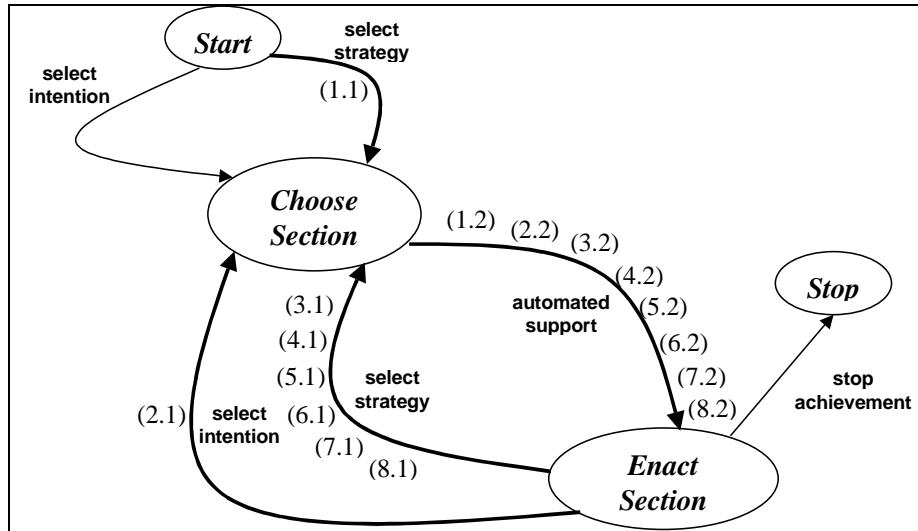 Start
select
strategy
select
intention
(1.1)
Choose
Section
(1.2)
(2.2)
(3.2)
(4.2)
(5.2)
(6.2)
(7.2)
(8.2)
automated
support
Stop
stop
achievement
(3.1)
(4.1)
(5.1)
(6.1)
(7.1)
(8.1)
select
strategy
(2.1)
select
intention
Enact
Section